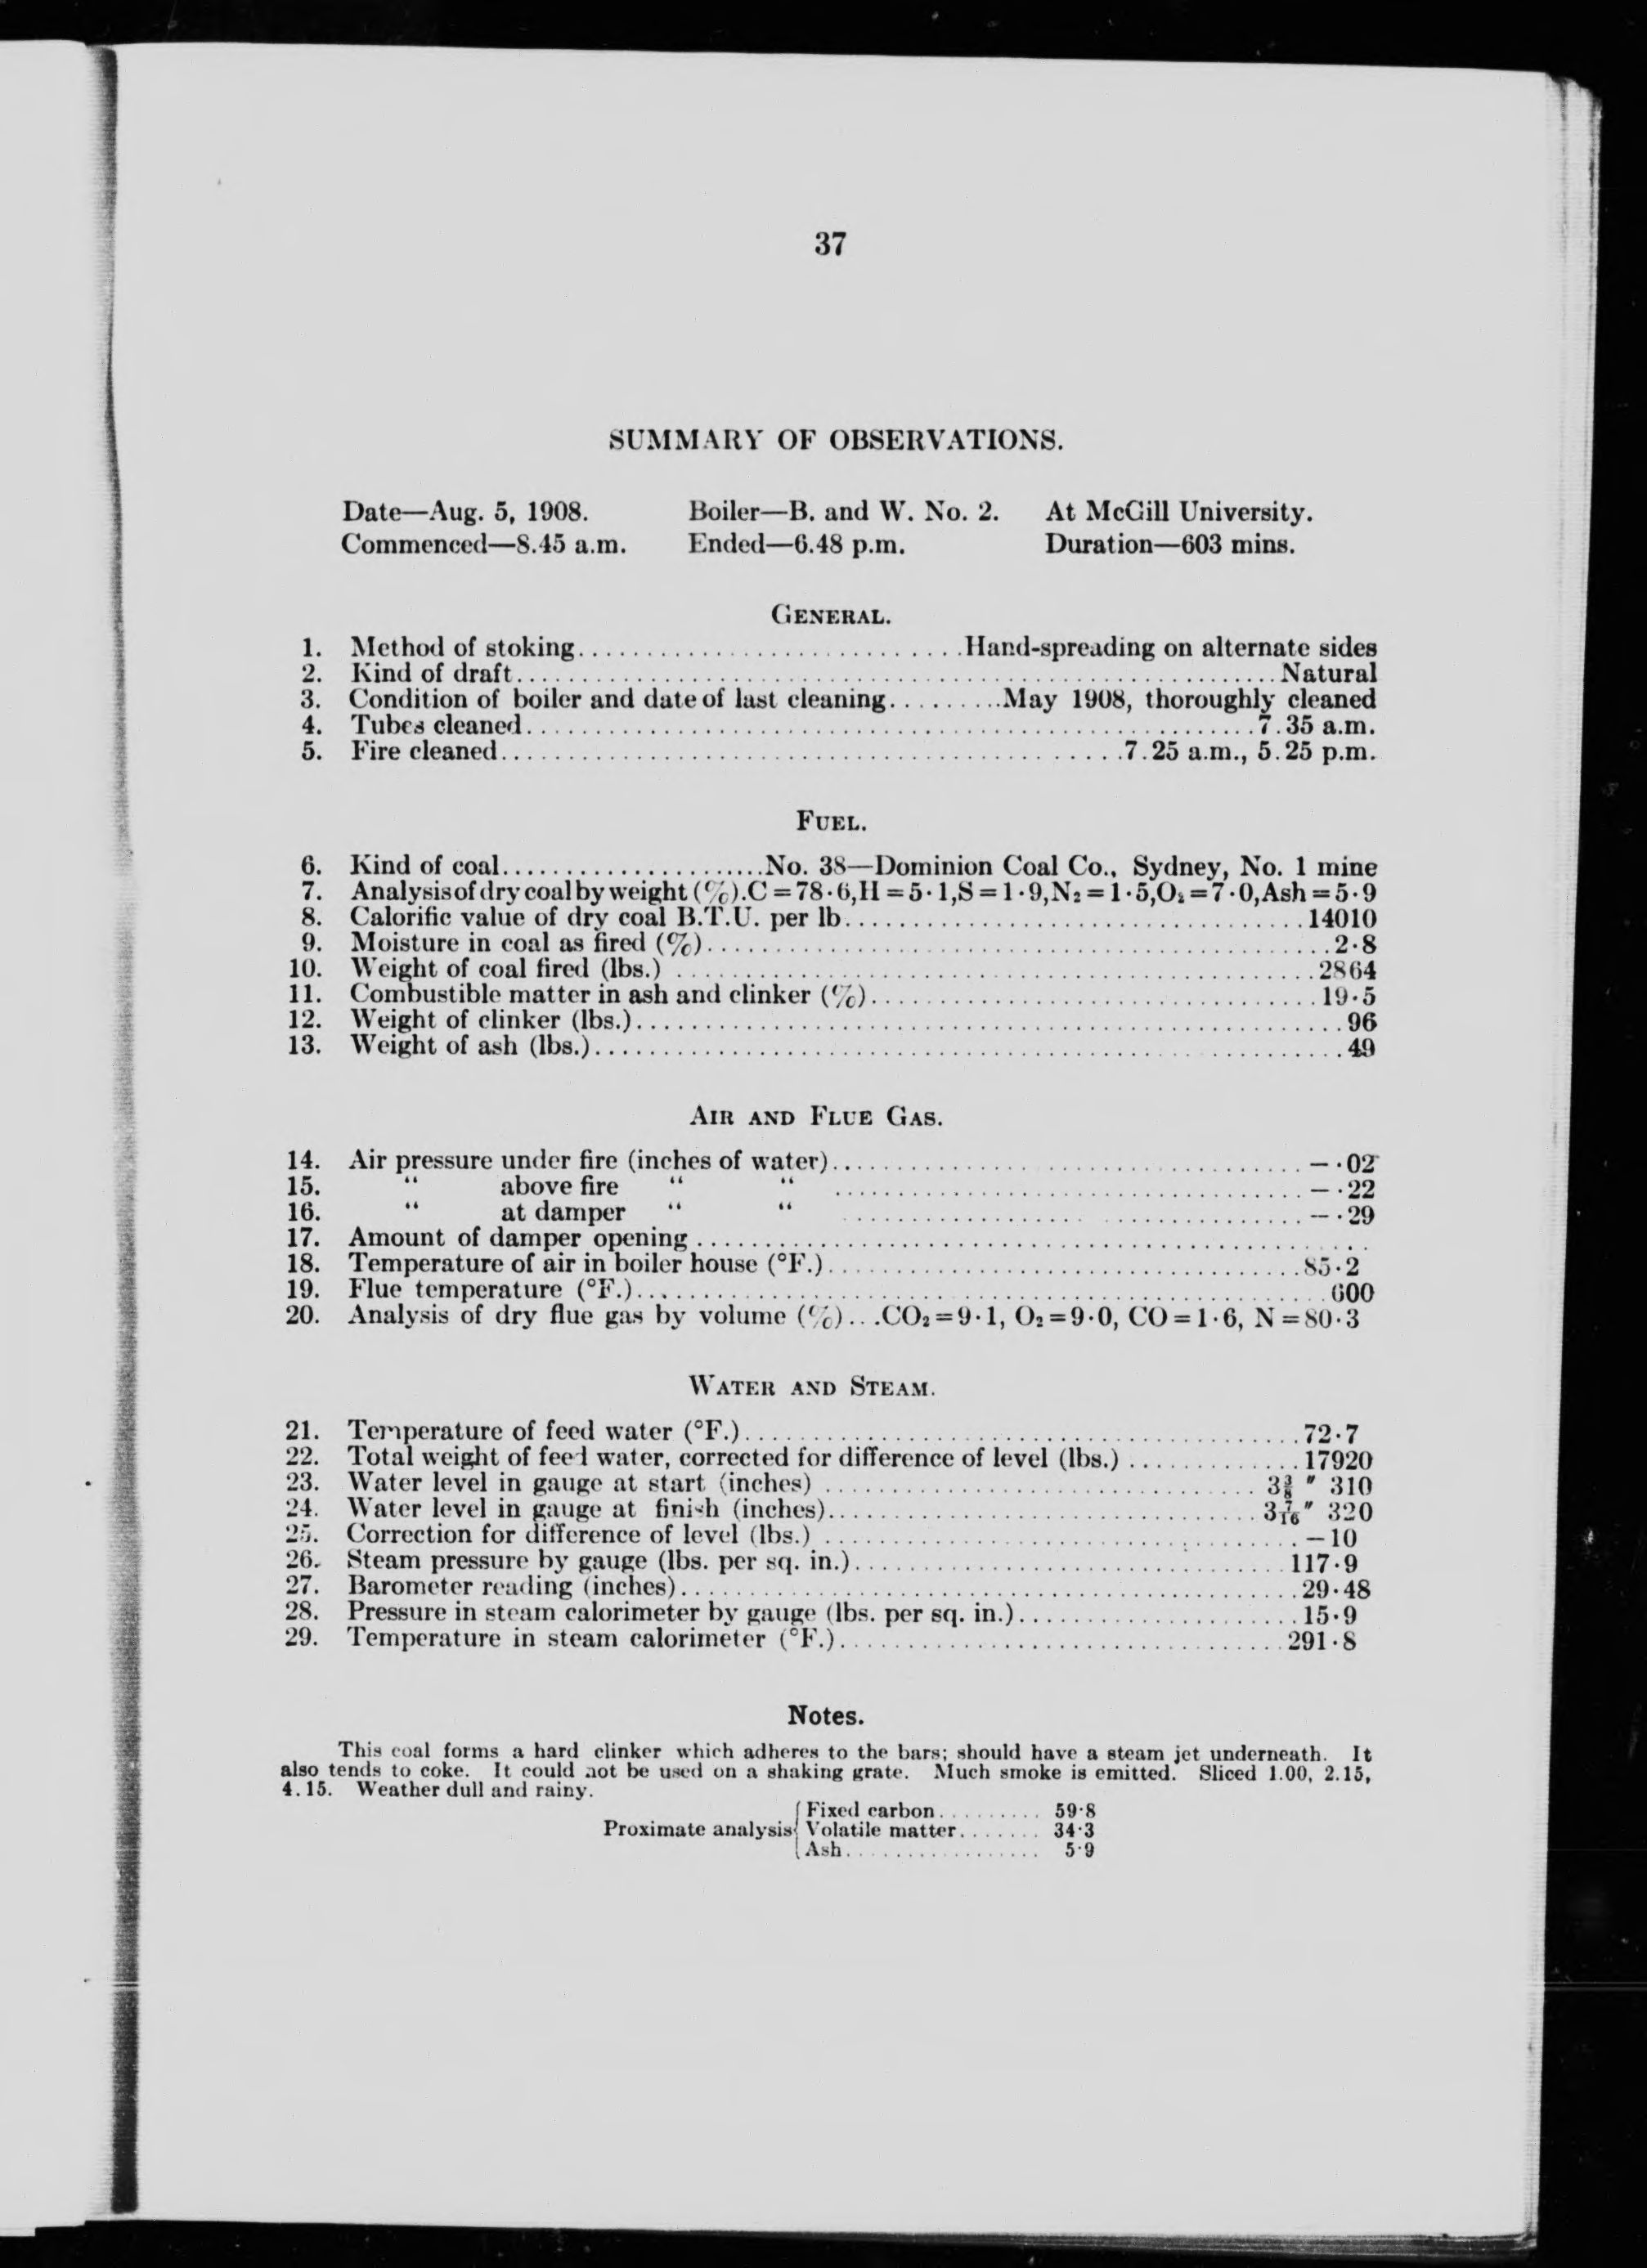 37
SUMMARY OF OBSERVATIONS.
Date—Aug. 5, 1908. Boiler—B. and W. No. 2. At McGill University.
Commenced—8.45 a.m. Ended—6.48 p.m. Duration—603 mins.
GENERAL.
1. Method of stoking............................Hand-spreading on alternate sides
2. Kind of draft..........................................................Natural
3. Condition of boiler and date of last cleaning.........May 1908, thoroughly cleaned
4. Tubes cleaned........................................................7.35 a.m.
5. Fire cleaned...............................................7.25 a.m., 5.25 p.m.
FUEL.
6. Kind of coal......................No. 38—Dominion Coal Co., Sydney, No. 1 mine
7. Analysis of dry coal by weight (%).C=78·6,H=5·1,S=1·9,N₂=1·5,O₂=7·0,Ash=5·9
8. Calorific value of dry coal B.T.U. per lb...................................14010
9. Moisture in coal as fired (%)...............................................2·8
10. Weight of coal fired (lbs.) ................................................2864
11. Combustible matter in ash and clinker (%)..................................19·5
12. Weight of clinker (lbs.)......................................................96
13. Weight of ash (lbs.).........................................................49
AIR AND FLUE GAS.
14. Air pressure under fire (inches of water)....................................—·02
15. “ above fire “ “ ....................................—·22
16. “ at damper “ “ ....................................—·29
17. Amount of damper opening ....................................................
18. Temperature of air in boiler house (°F.)....................................85·2
19. Flue temperature (°F.)......................................................600
20. Analysis of dry flue gas by volume (%)...CO₂=9·1, O₂=9·0, CO=1·6, N=80·3
WATER AND STEAM.
21. Temperature of feed water (°F.)...........................................72·7
22. Total weight of feed water, corrected for difference of level (lbs.) .............17920
23. Water level in gauge at start (inches) ................................. 3⅜ ″ 310
24. Water level in gauge at finish (inches)................................. 3 7/16″ 320
25. Correction for difference of level (lbs.) ....................................—10
26. Steam pressure by gauge (lbs. per sq. in.).................................117·9
27. Barometer reading (inches)................................................29·48
28. Pressure in steam calorimeter by gauge (lbs. per sq. in.).....................15·9
29. Temperature in steam calorimeter (°F.)..................................291·8
Notes.
This coal forms a hard clinker which adheres to the bars; should have a steam jet underneath. It
also tends to coke. It could not be used on a shaking grate. Much smoke is emitted. Sliced 1.00, 2.15,
4.15. Weather dull and rainy.
Fixed carbon.......... 59·8
Proximate analysis{ Volatile matter........ 34·3
Ash................. 5·9